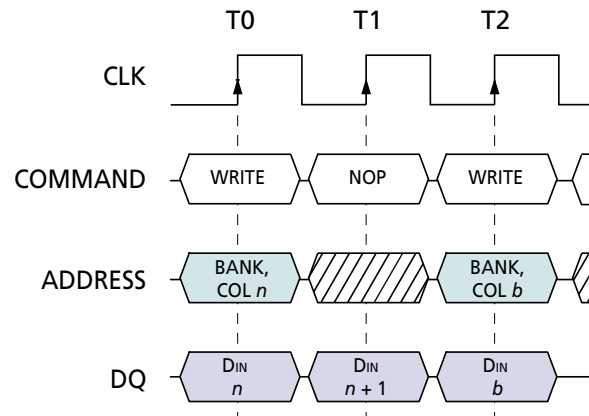 T0 T1 T2
CLK
COMMAND WRITE NOP WRITE
ADDRESS BANK, COL n BANK, COL b
DQ DIN n DIN n + 1 DIN b